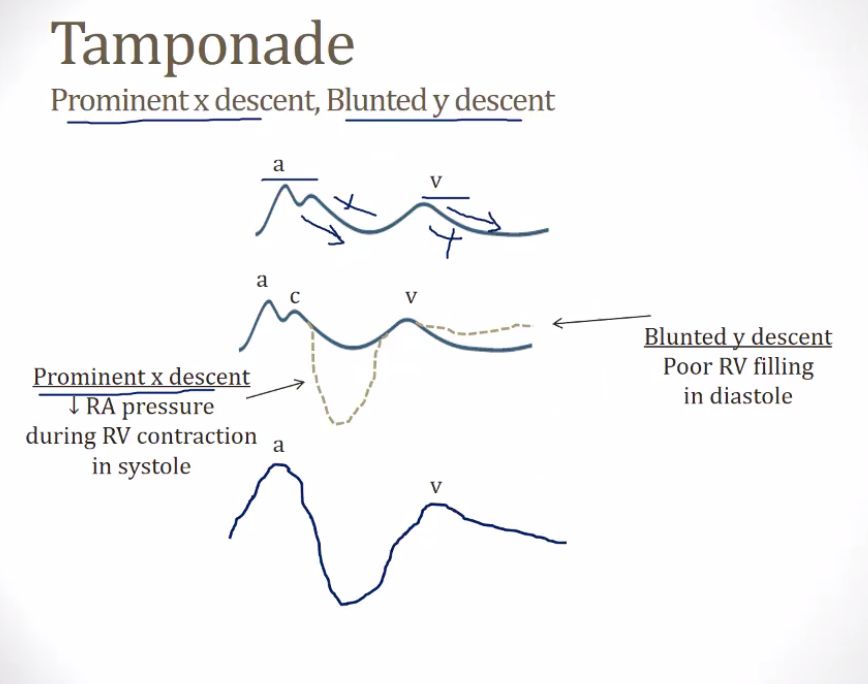 Tamponade
Prominent x descent, Blunted y descent
a
v
x
y
a
c
v
Blunted y descent
Poor RV filling
in diastole
Prominent x descent
↓ RA pressure
during RV contraction
in systole
a
v